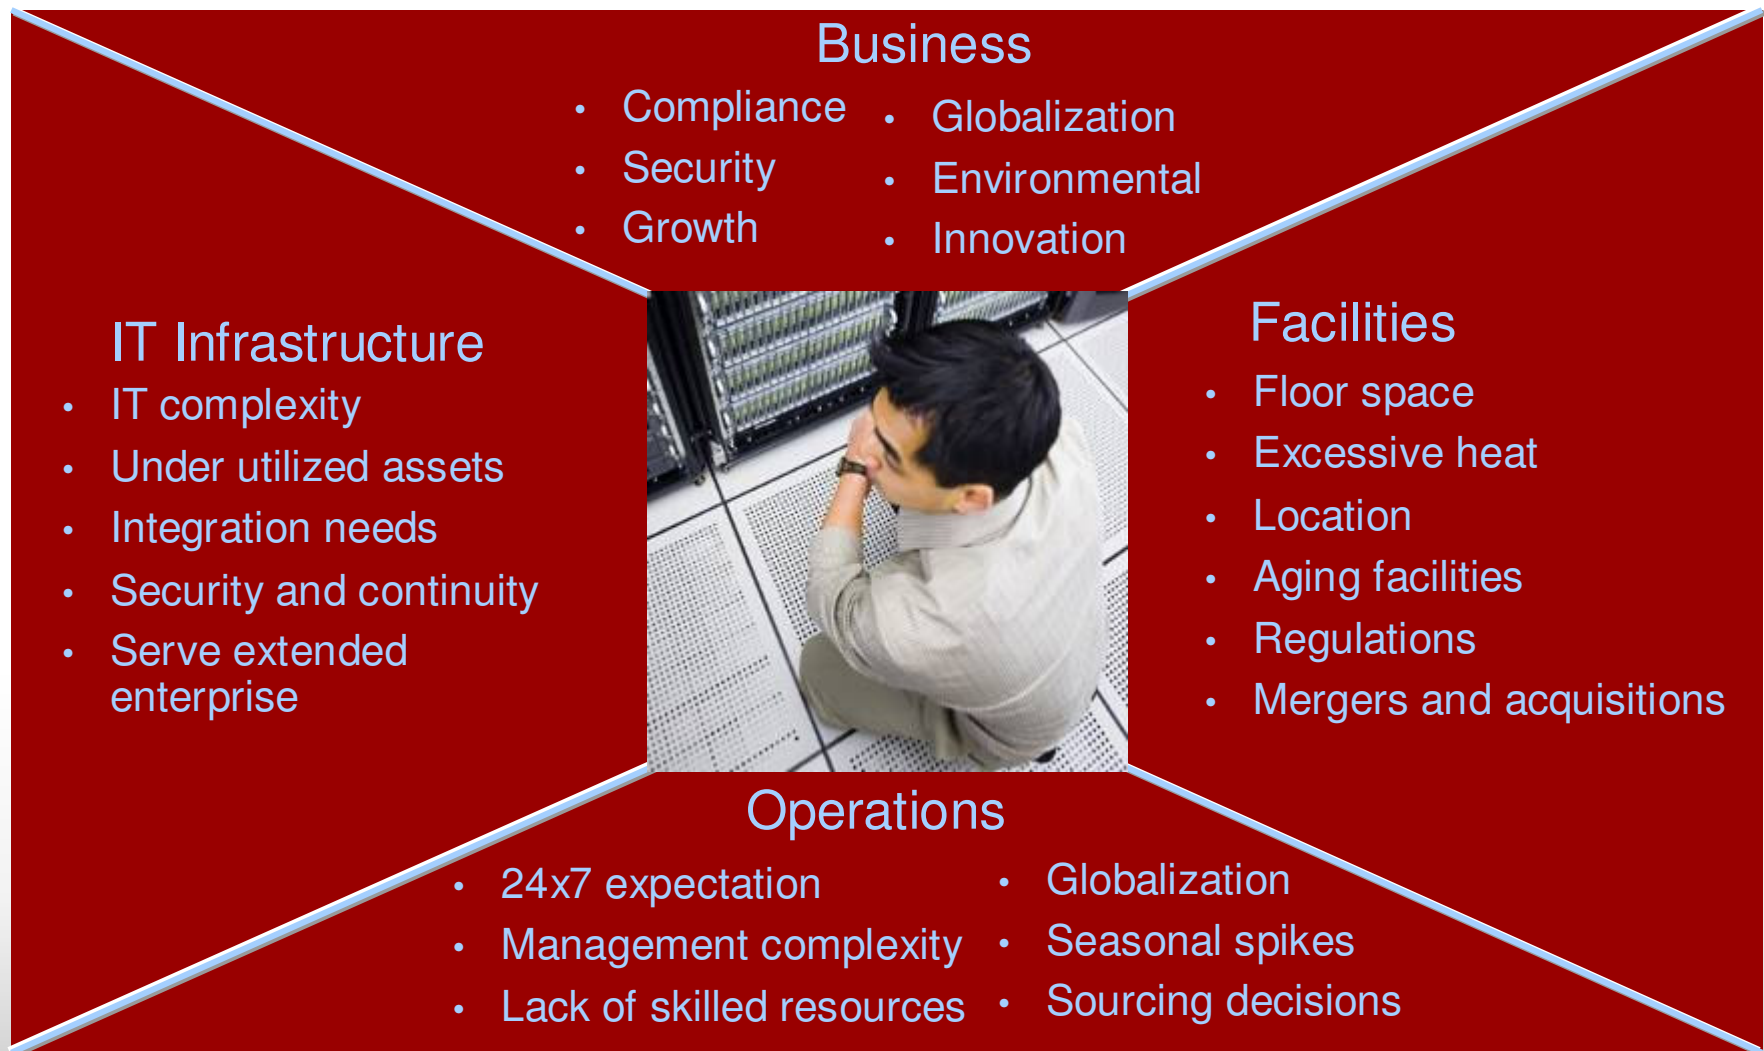 Business
Compliance
Security
Growth
Globalization
Environmental
Innovation
IT Infrastructure
IT complexity
Under utilized assets
Integration needs
Security and continuity
Serve extended
enterprise
Facilities
Floor space
Excessive heat
Location
Aging facilities
Regulations
Mergers and acquisitions
Operations
24x7 expectation
Management complexity
Lack of skilled resources
Globalization
Seasonal spikes
Sourcing decisions